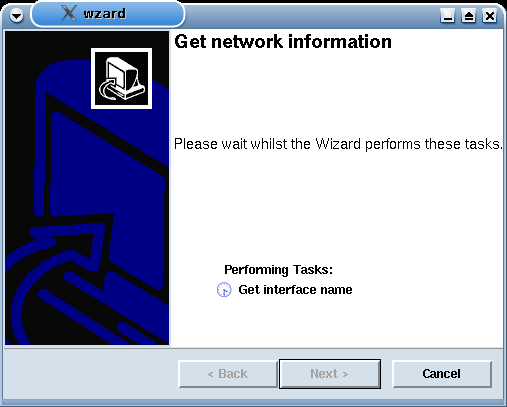 wzard
Get network information
Please wait whilst the Wizard performs these tasks.
Performing Tasks:
Get interface name
< Back
Next >
Cancel